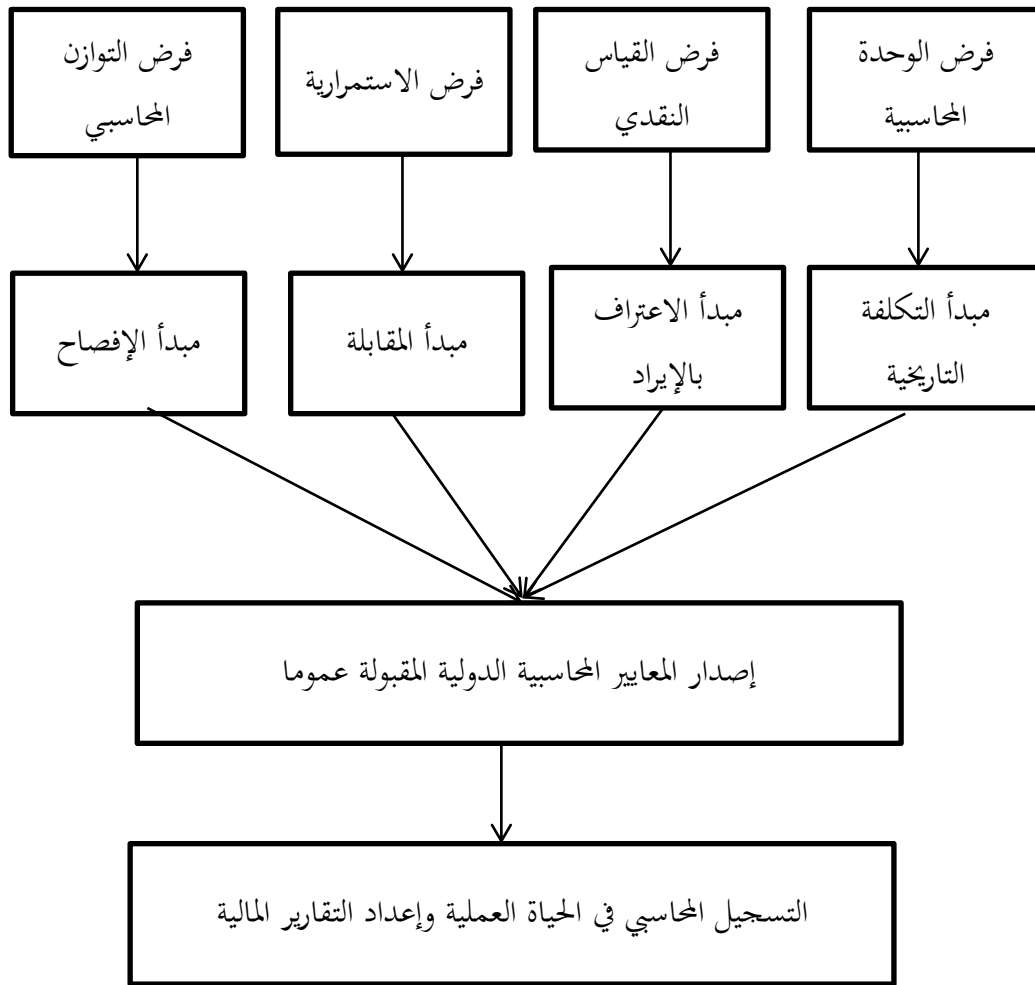 فرض الوحدة
المحاسبية
فرض القياس
النقدي
فرض الاستمرارية
فرض التوازن
المحاسبي
مبدأ التكلفة
التاريخية
مبدأ الاعتراف
بالإيراد
مبدأ المقابلة
مبدأ الإفصاح
إصدار المعايير المحاسبية الدولية المقبولة عموما
التسجيل المحاسبي في الحياة العملية وإعداد التقارير المالية